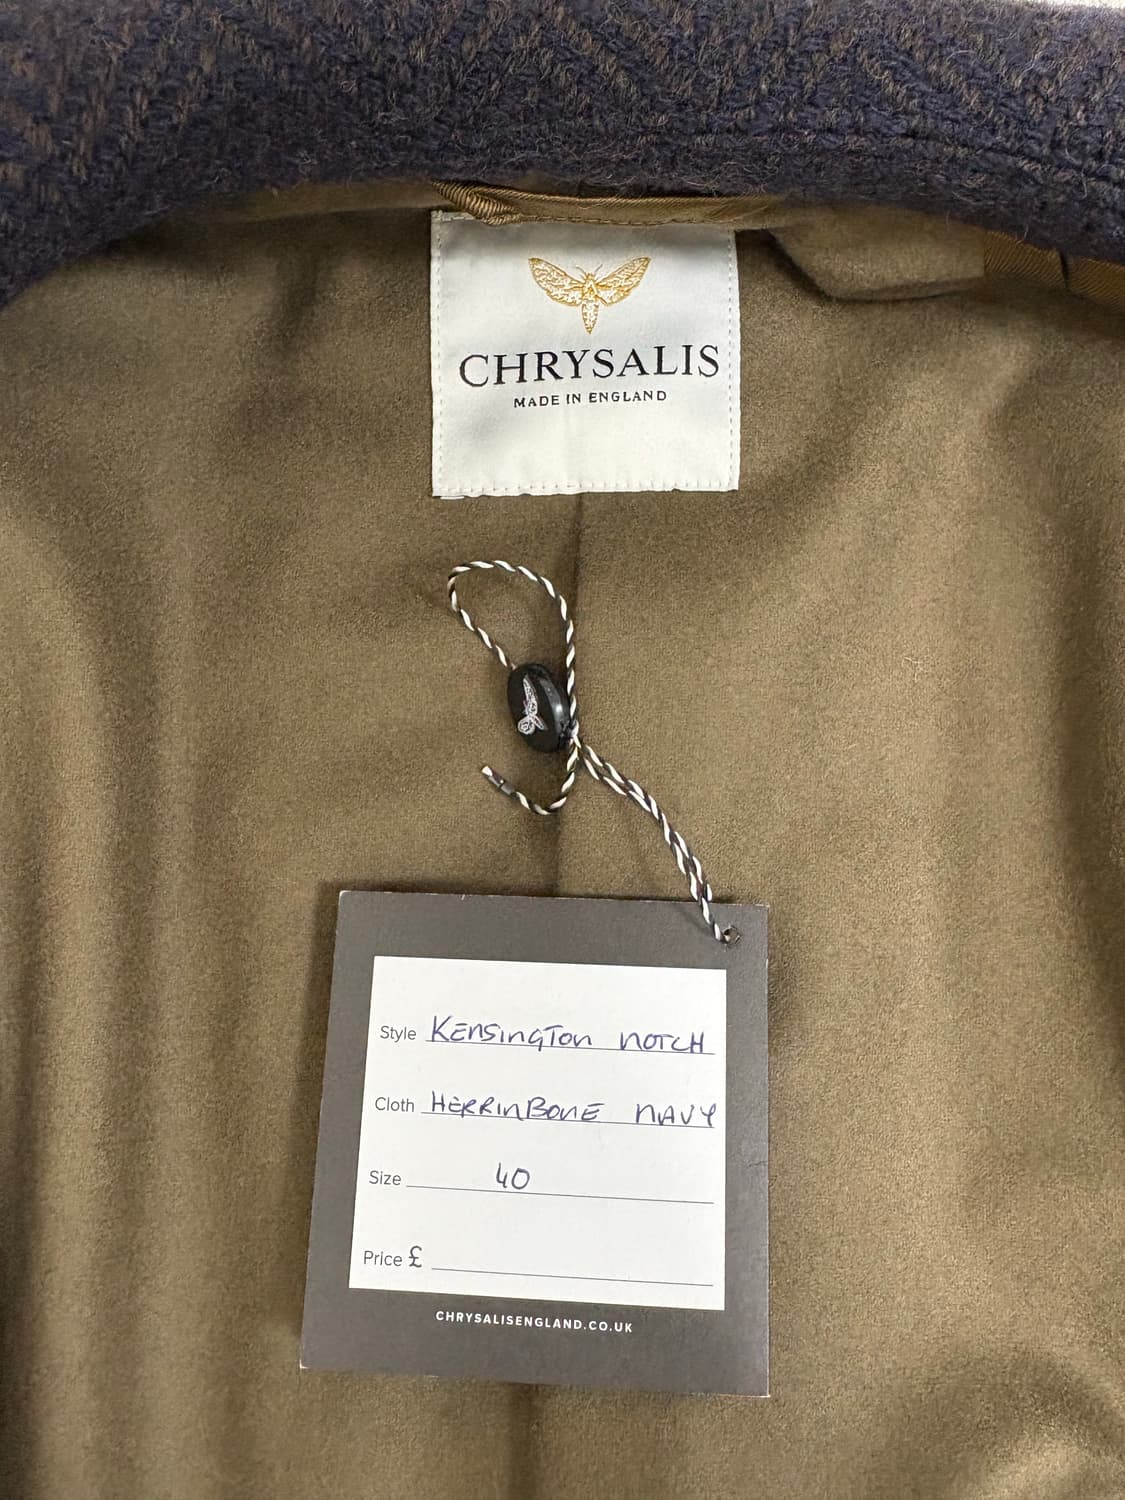 CHRYSALIS
MADE IN ENGLAND
Style KENSINGTON NOTCH
Cloth HERRINBONE NAVY
Size 40
Price £
CHRYSALISENGLAND.CO.UK